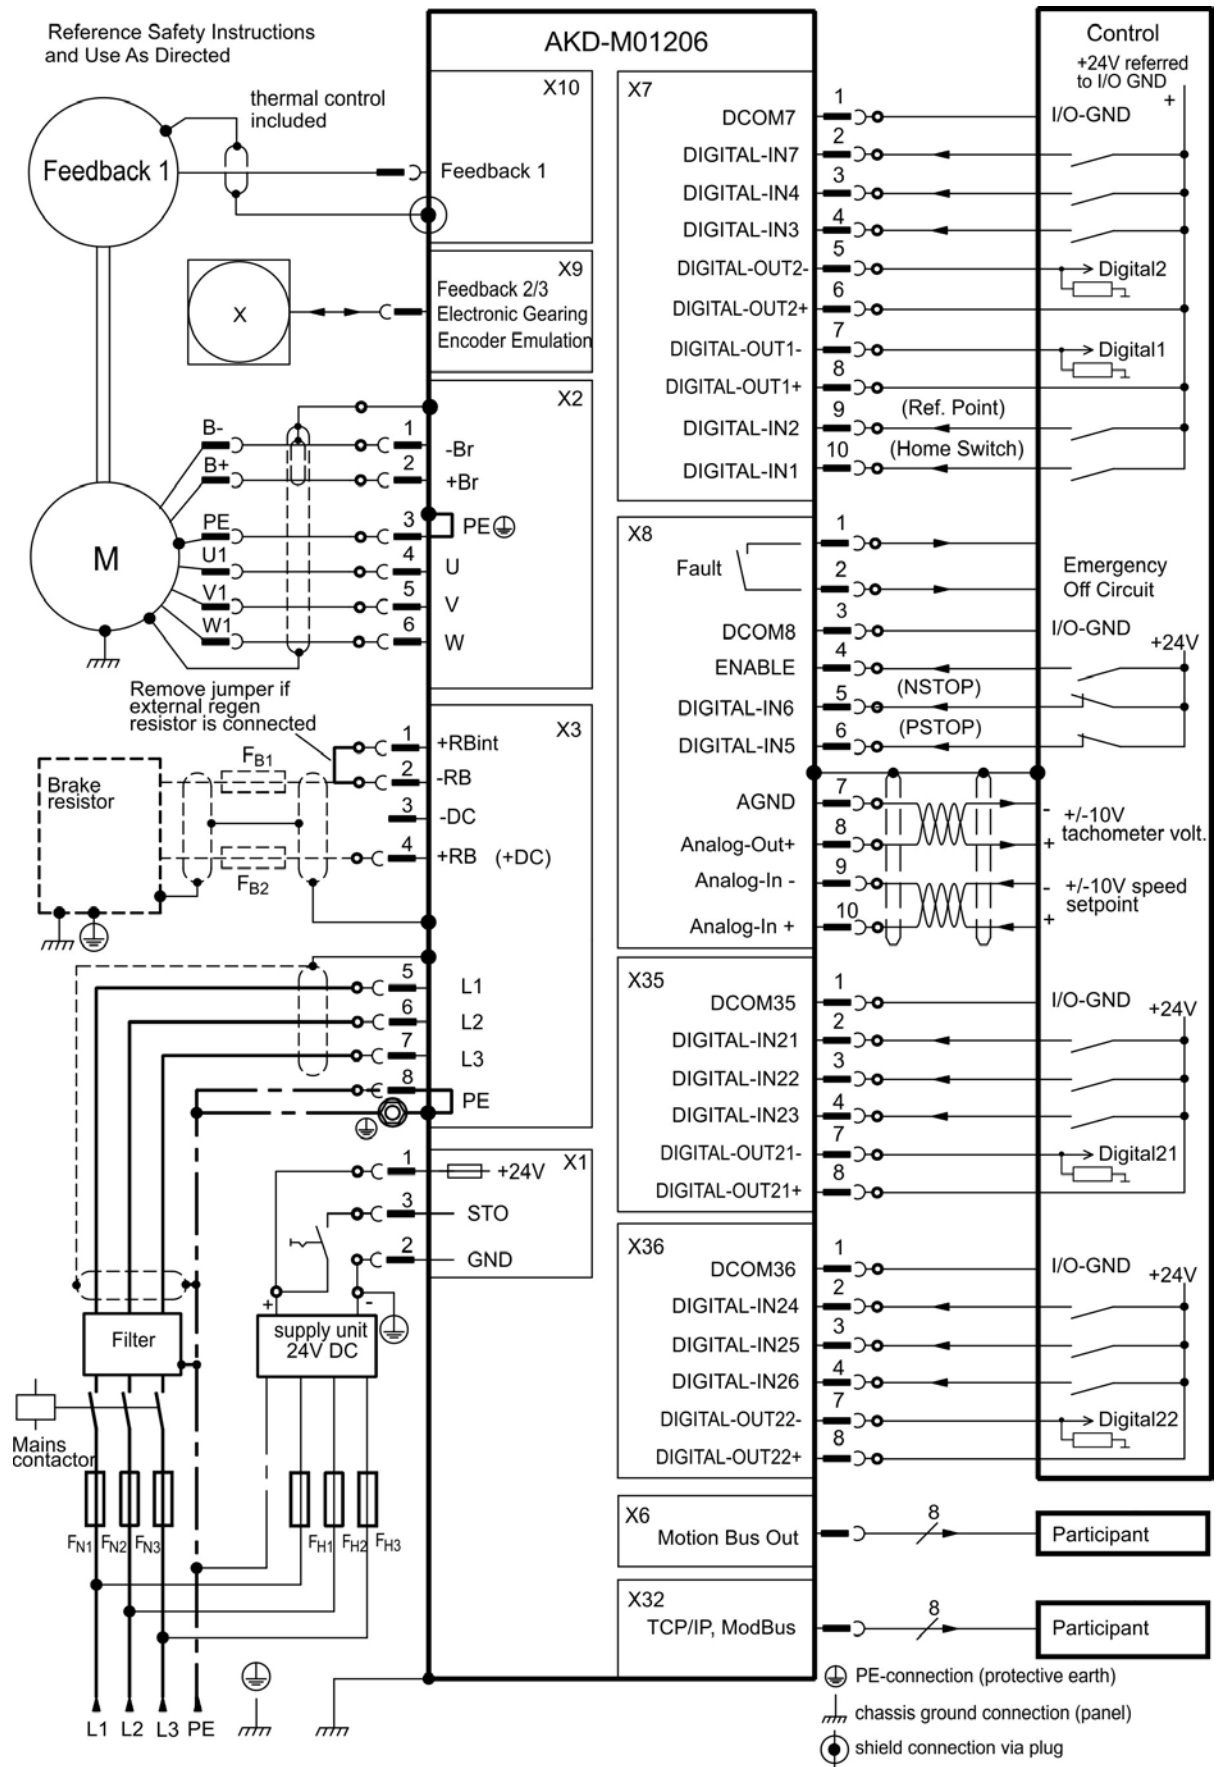 Reference Safety Instructions
and Use As Directed
AKD-M01206
Control
+24V referred
to I/O GND
+
thermal control
included
Feedback 1
X10
Feedback 1
X
X9
Feedback 2/3
Electronic Gearing
Encoder Emulation
X2
B-
1
-Br
B+
2
+Br
PE
3
PE
U1
4
U
V1
5
V
W1
6
W
M
Remove jumper if
external regen
resistor is connected
X3
1
+RBint
FB1
2
-RB
Brake
resistor
3
-DC
4
+RB (+DC)
FB2
5
L1
6
L2
7
L3
8
PE
X1
1
+24V
3
STO
2
GND
+
-
supply unit
24V DC
Filter
Mains
contactor
FN1
FN2
FN3
FH1
FH2
FH3
L1
L2
L3
PE
X7
DCOM7
1
I/O-GND
DIGITAL-IN7
2
DIGITAL-IN4
3
DIGITAL-IN3
4
DIGITAL-OUT2-
5
Digital2
DIGITAL-OUT2+
6
DIGITAL-OUT1-
7
Digital1
DIGITAL-OUT1+
8
DIGITAL-IN2
9
(Ref. Point)
DIGITAL-IN1
10
(Home Switch)
X8
Fault
1
2
Emergency
Off Circuit
DCOM8
3
I/O-GND
+24V
ENABLE
4
DIGITAL-IN6
5
(NSTOP)
DIGITAL-IN5
6
(PSTOP)
AGND
7
-
+/-10V
tachometer volt.
Analog-Out+
8
+
Analog-In -
9
-
+/-10V speed
setpoint
Analog-In +
10
+
X35
DCOM35
1
I/O-GND
+24V
DIGITAL-IN21
2
DIGITAL-IN22
3
DIGITAL-IN23
4
DIGITAL-OUT21-
7
Digital21
DIGITAL-OUT21+
8
X36
DCOM36
1
I/O-GND
+24V
DIGITAL-IN24
2
DIGITAL-IN25
3
DIGITAL-IN26
4
DIGITAL-OUT22-
7
Digital22
DIGITAL-OUT22+
8
X6
Motion Bus Out
8
Participant
X32
TCP/IP, ModBus
8
Participant
PE-connection (protective earth)
chassis ground connection (panel)
shield connection via plug